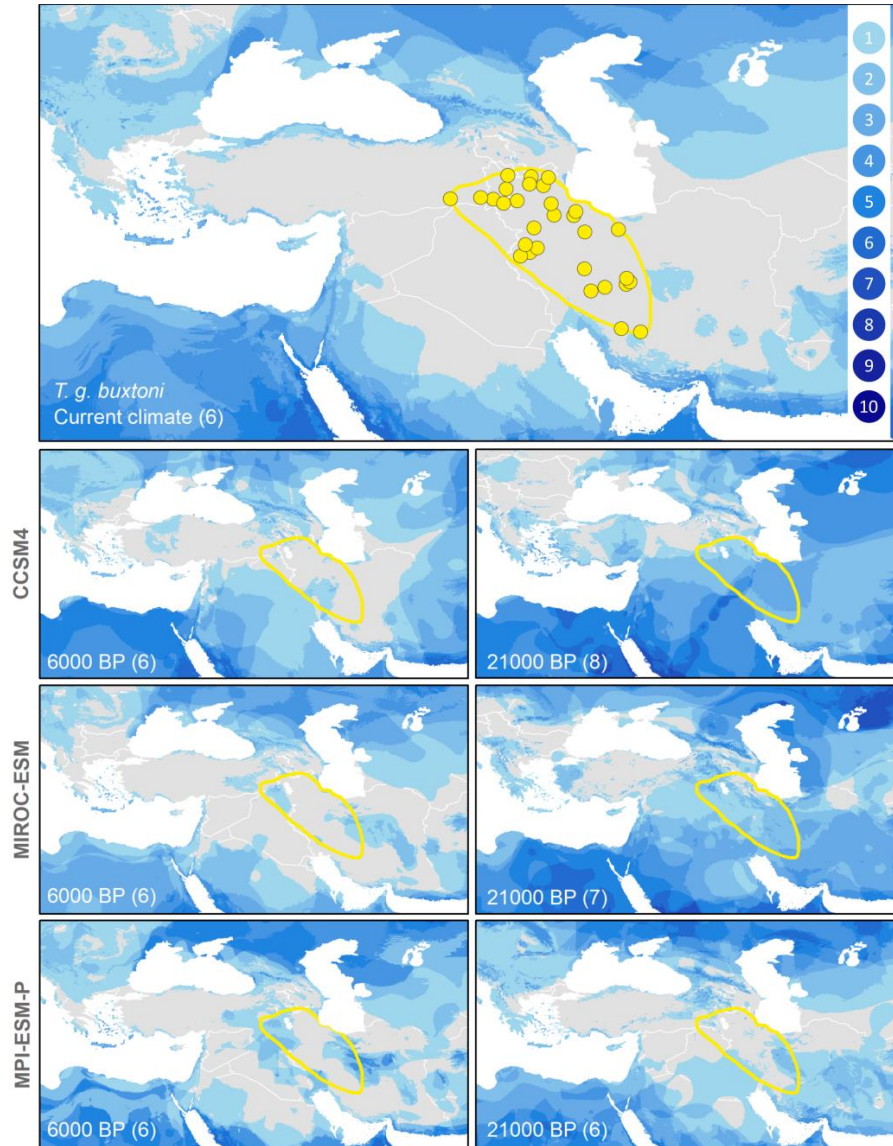 1
2
3
4
5
6
7
8
9
10
T. g. buxtoni
Current climate (6)
CCSM4
6000 BP (6)
21000 BP (8)
MIROC-ESM
6000 BP (6)
21000 BP (7)
MPI-ESM-P
6000 BP (6)
21000 BP (6)